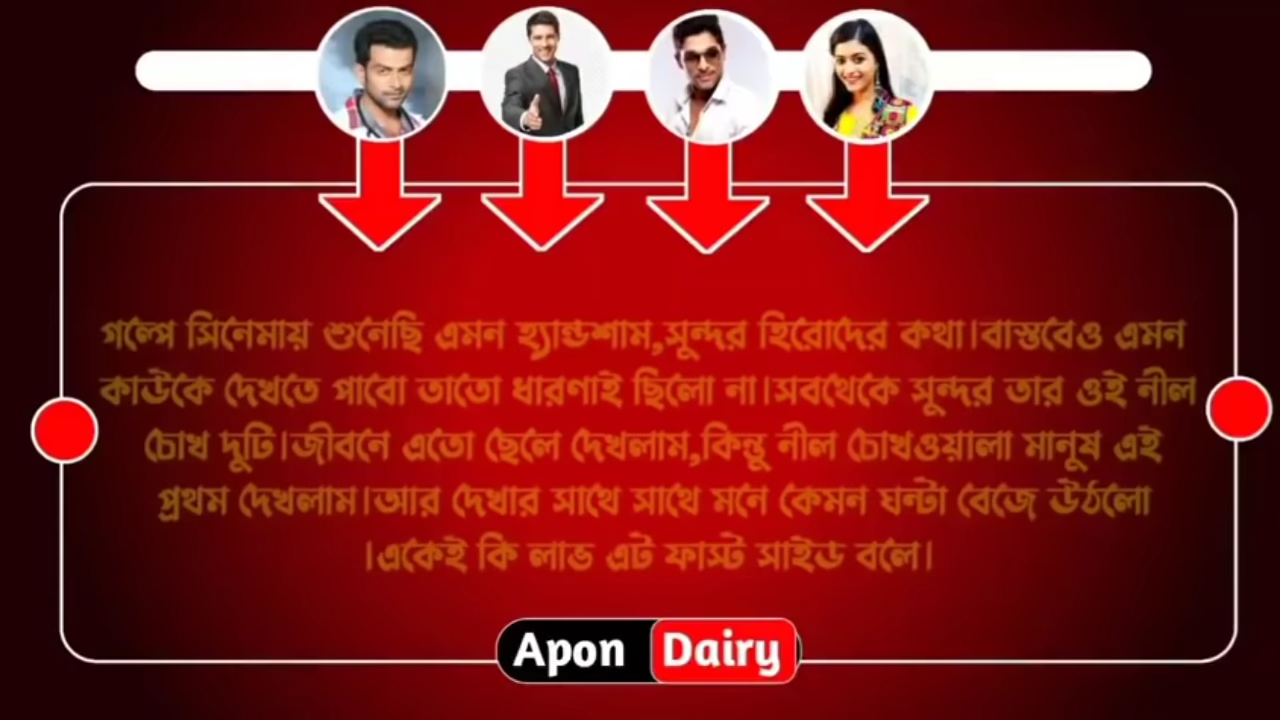 গল্পে সিনেমায় শুনেছি এমন হ্যান্ডশাম,সুন্দর হিরোদের কথা।বাস্তবেও এমন
কাউকে দেখতে পাবো তাতো ধারণাই ছিলো না।সবথেকে সুন্দর তার ওই নীল
চোখ দুটি।জীবনে এতো ছেলে দেখলাম,কিন্তু নীল চোখওয়ালা মানুষ এই
প্রথম দেখলাম।আর দেখার সাথে সাথে মনে কেমন ঘন্টা বেজে উঠলো
।একেই কি লাভ এট ফাস্ট সাইড বলে।
Apon Dairy